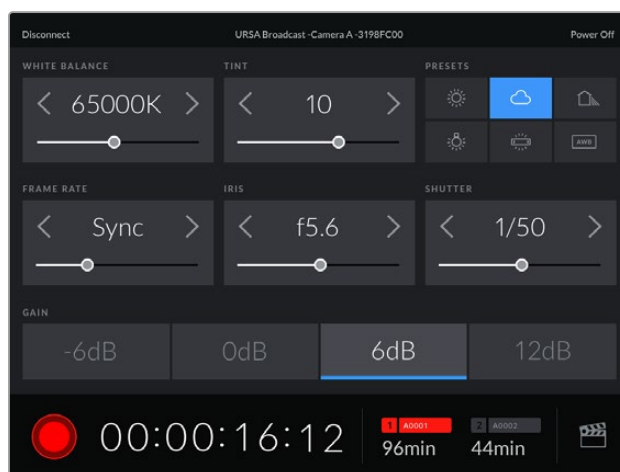 Disconnect URSA Broadcast -Camera A -3198FC00 Power Off
WHITE BALANCE TINT PRESETS
65000K 10
AWB
FRAME RATE IRIS SHUTTER
Sync f5.6 1/50
GAIN
-6dB 0dB 6dB 12dB
00:00:16:12
1 A0001 2 A0002
96min 44min